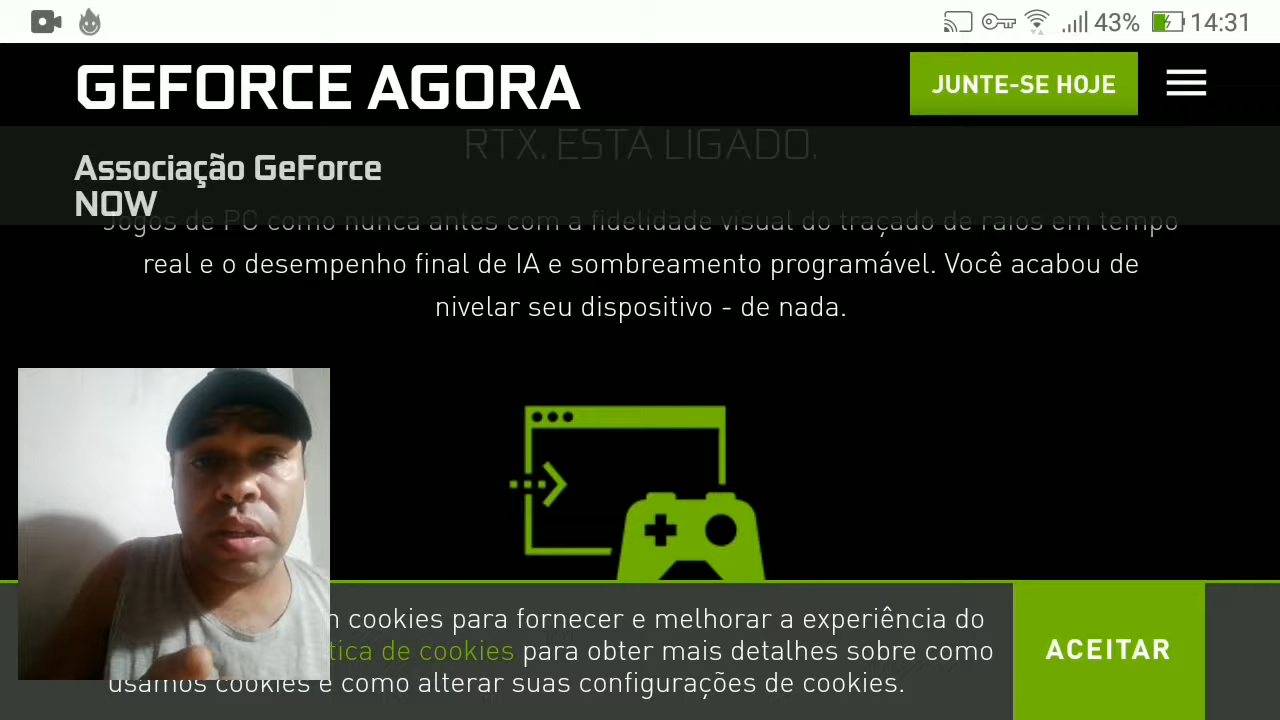 43% 14:31
GEFORCE AGORA
JUNTE-SE HOJE
RTX. ESTÁ LIGADO.
Associação GeForce
NOW
Jogos de PC como nunca antes com a fidelidade visual do traçado de raios em tempo
real e o desempenho final de IA e sombreamento programável. Você acabou de
nivelar seu dispositivo - de nada.
cookies para fornecer e melhorar a experiência do
de cookies para obter mais detalhes sobre como
usamos cookies e como alterar suas configurações de cookies.
ACEITAR